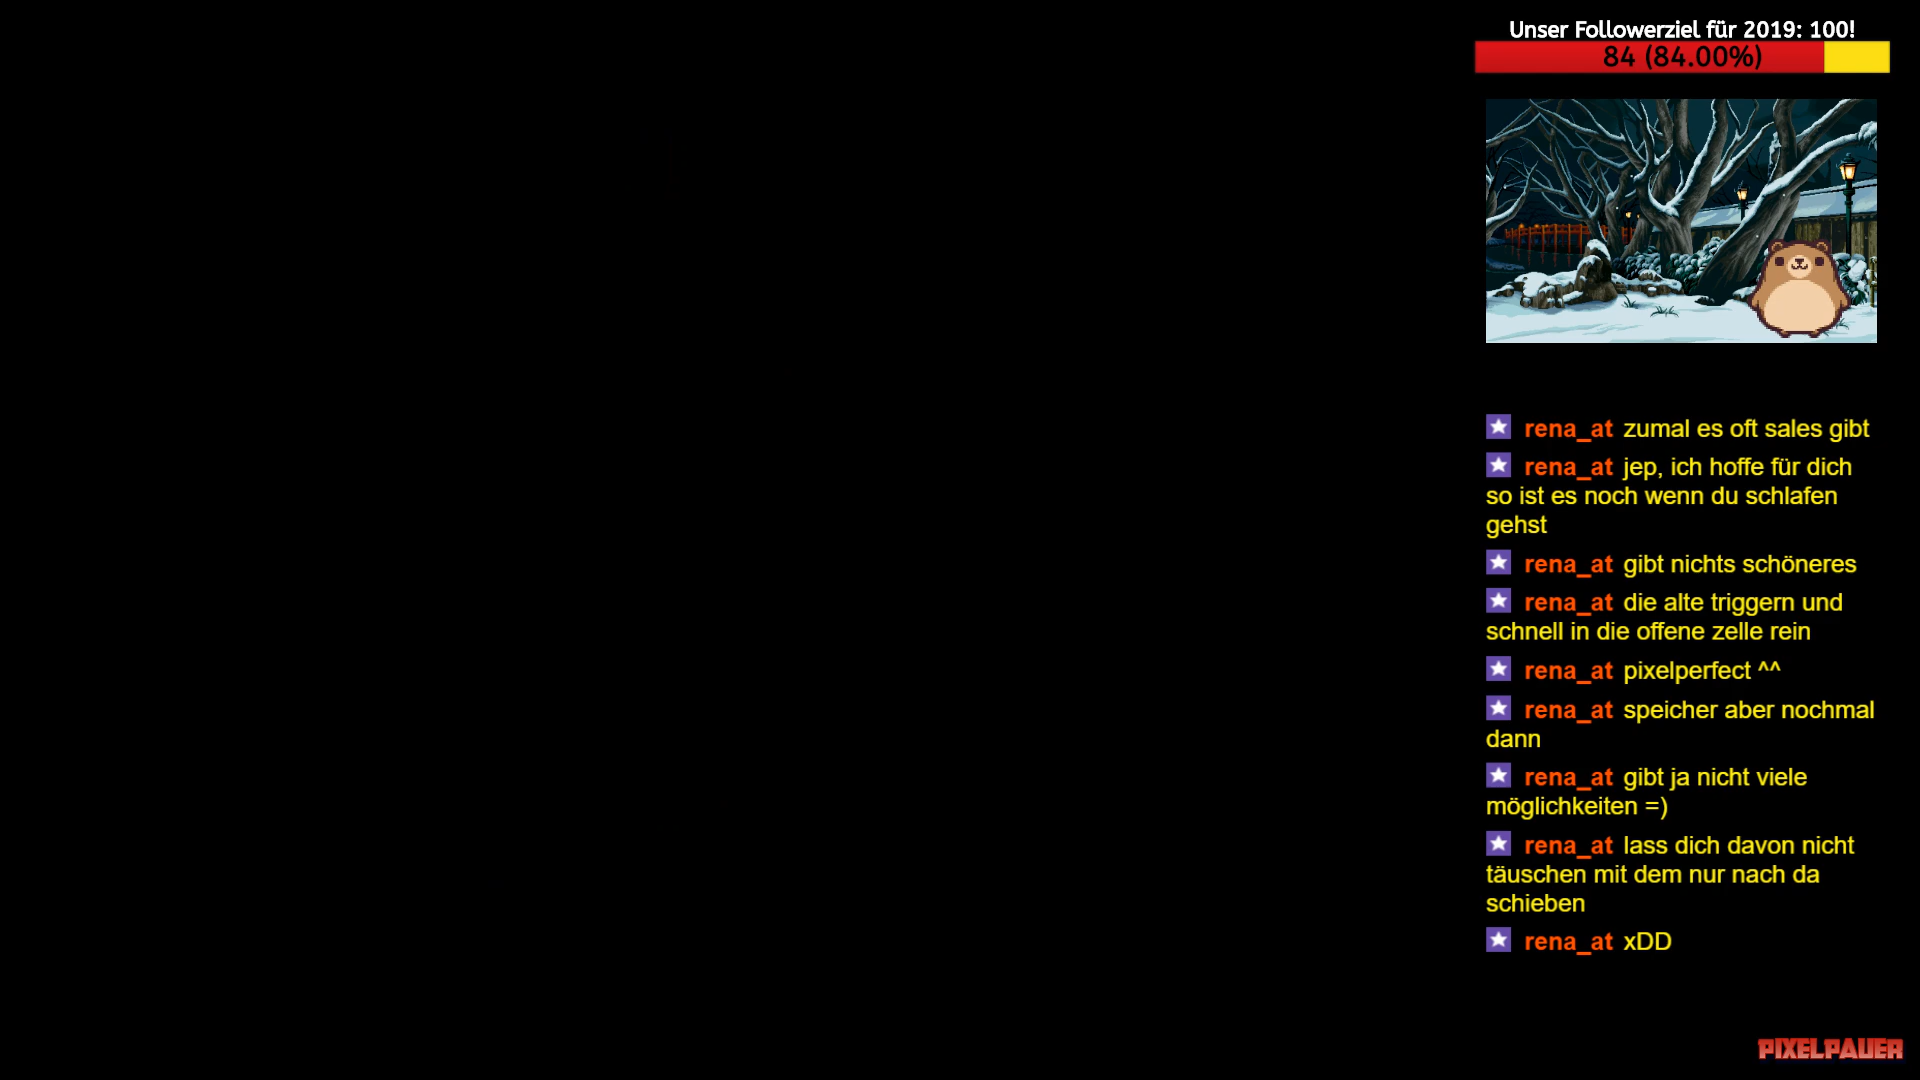 Unser Followerziel für 2019: 100!
84 (84.00%)
rena_at zumal es oft sales gibt
rena_at jep, ich hoffe für dich
so ist es noch wenn du schlafen
gehst
rena_at gibt nichts schöneres
rena_at die alte triggern und
schnell in die offene zelle rein
rena_at pixelperfect ^^
rena_at speicher aber nochmal
dann
rena_at gibt ja nicht viele
möglichkeiten =)
rena_at lass dich davon nicht
täuschen mit dem nur nach da
schieben
rena_at xDD
PIXELPAUER